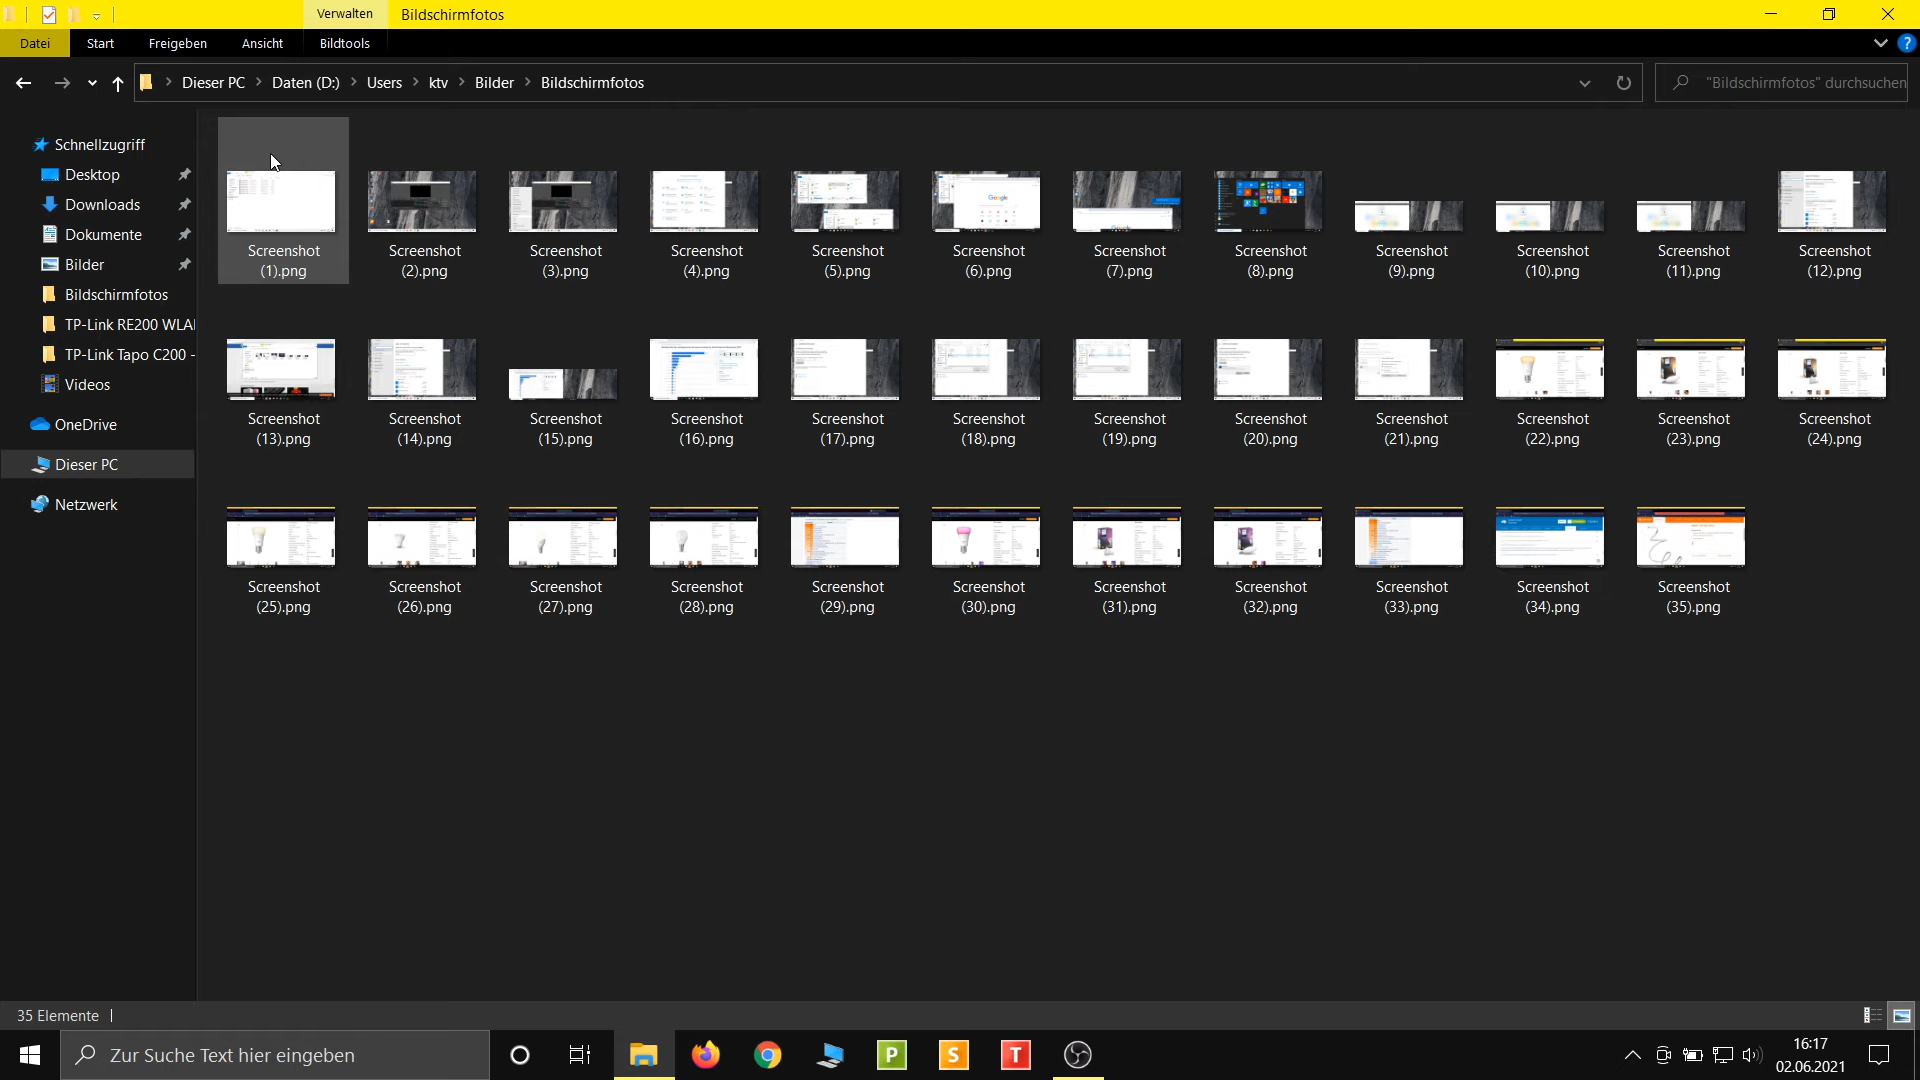 Verwalten
Bildschirmfotos
Datei
Start
Freigeben
Ansicht
Bildtools
?
Dieser PC
Daten (D:)
Users
ktv
Bilder
Bildschirmfotos
"Bildschirmfotos" durchsuchen
Schnellzugriff
Desktop
Downloads
Dokumente
Bilder
Bildschirmfotos
TP-Link RE200 WLA
TP-Link Tapo C200 -
Videos
OneDrive
Dieser PC
Netzwerk
Screenshot
(1).png
Screenshot
(2).png
Screenshot
(3).png
Screenshot
(4).png
Screenshot
(5).png
Google
Screenshot
(6).png
Screenshot
(7).png
Screenshot
(8).png
Screenshot
(9).png
Screenshot
(10).png
Screenshot
(11).png
Screenshot
(12).png
Screenshot
(13).png
Screenshot
(14).png
Screenshot
(15).png
Screenshot
(16).png
Screenshot
(17).png
Screenshot
(18).png
Screenshot
(19).png
Screenshot
(20).png
Screenshot
(21).png
Screenshot
(22).png
Screenshot
(23).png
Screenshot
(24).png
Screenshot
(25).png
Screenshot
(26).png
Screenshot
(27).png
Screenshot
(28).png
Screenshot
(29).png
Screenshot
(30).png
Screenshot
(31).png
Screenshot
(32).png
Screenshot
(33).png
Screenshot
(34).png
Screenshot
(35).png
35 Elemente
Zur Suche Text hier eingeben
P
S
T
16:17
02.06.2021